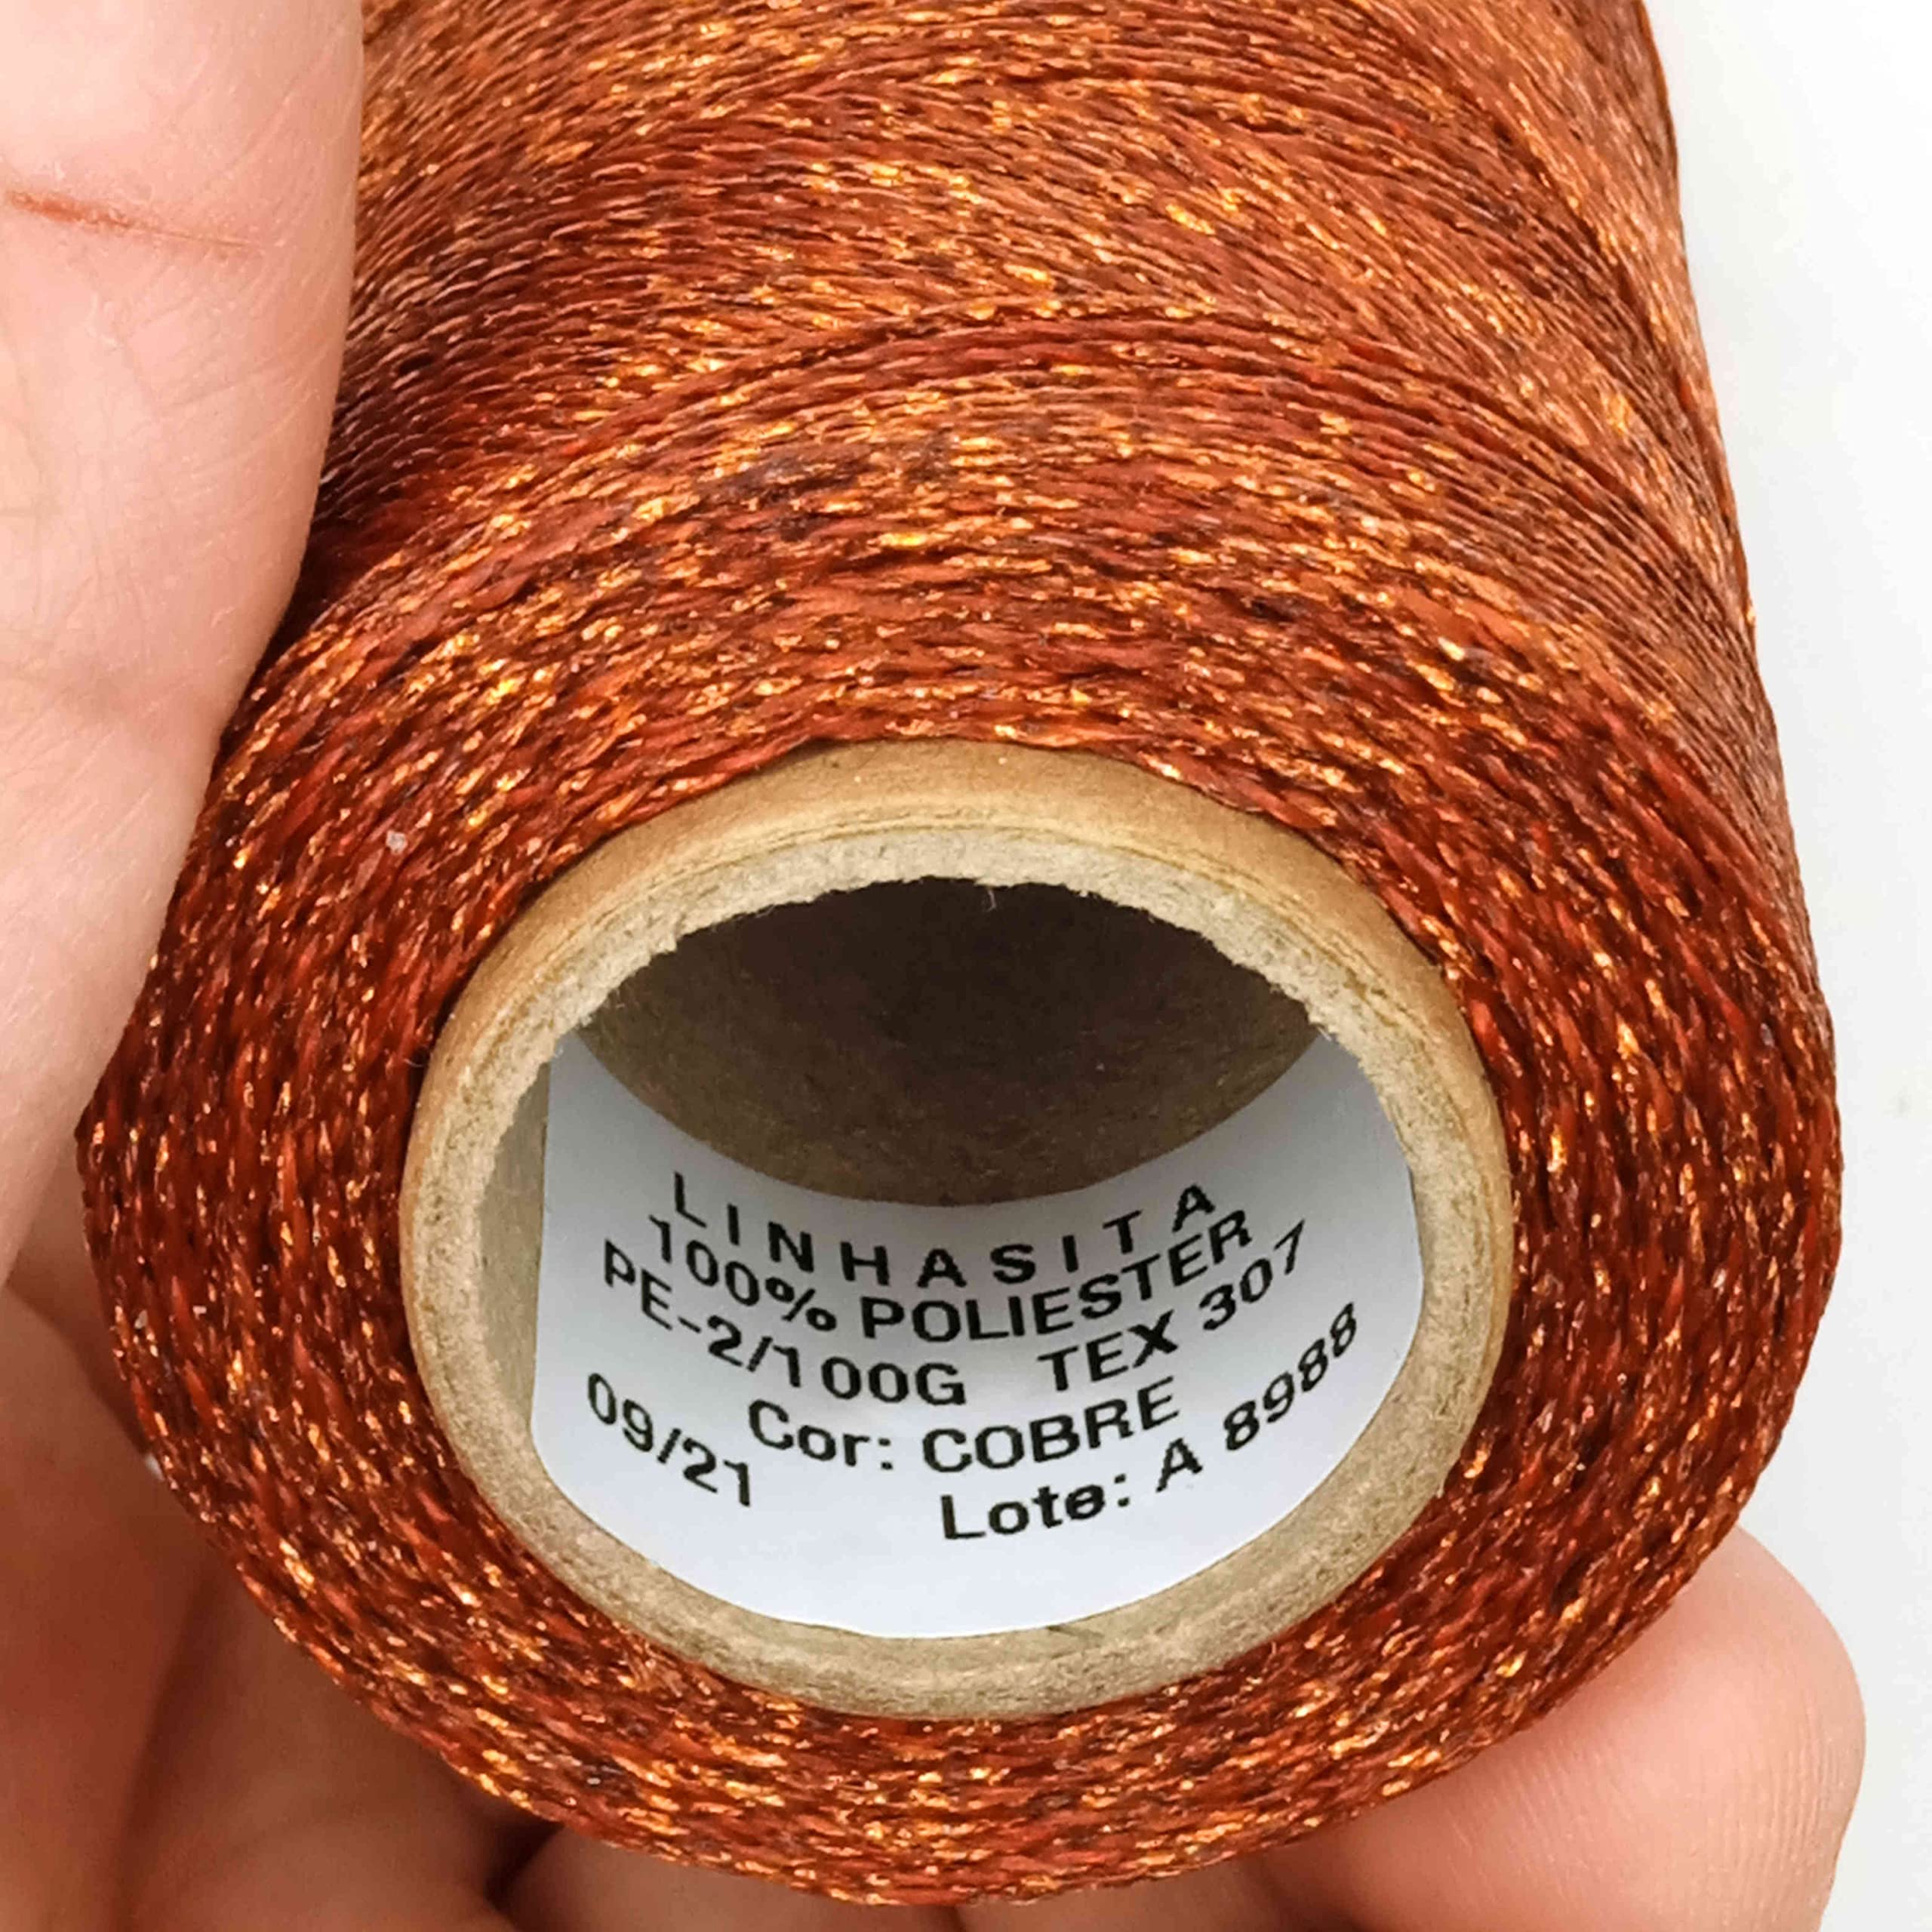 LINHASITA
100% POLIESTER
PE-2/100G TEX 307
Cor: COBRE
09/21 Lote: A 8988